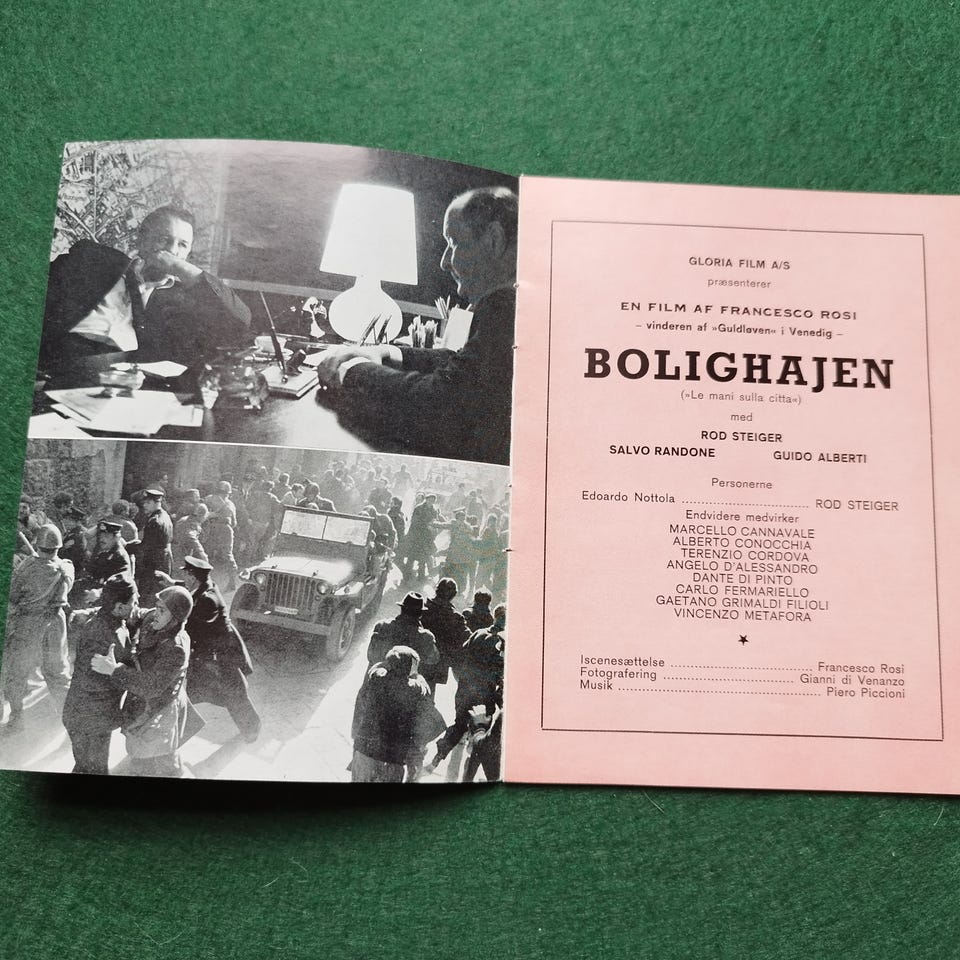 GLORIA FILM A/S
præsenterer
EN FILM AF FRANCESCO ROSI
– vinderen af »Guldløven« i Venedig –
BOLIGHAJEN
(»Le mani sulla citta«)
med
ROD STEIGER
SALVO RANDONE GUIDO ALBERTI
Personerne
Edoardo Nottola ........................ ROD STEIGER
Endvidere medvirker
MARCELLO CANNAVALE
ALBERTO CONOCCHIA
TERENZIO CORDOVA
ANGELO D'ALESSANDRO
DANTE DI PINTO
CARLO FERMARIELLO
GAETANO GRIMALDI FILIOLI
VINCENZO METAFORA
Iscenesættelse ........................ Francesco Rosi
Fotografering ........................ Gianni di Venanzo
Musik ........................ Piero Piccioni